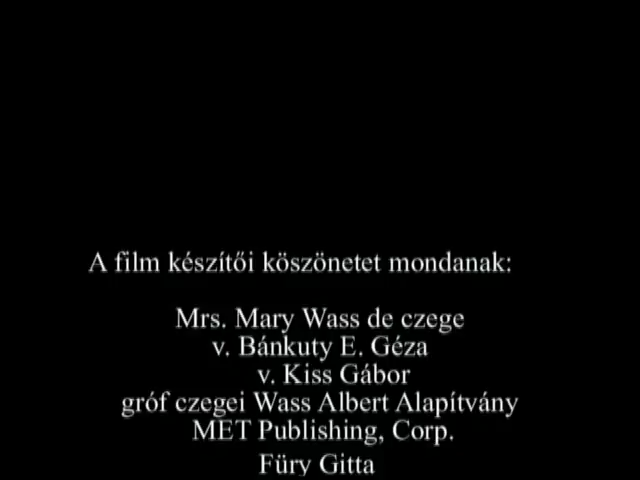 A film készítői köszönetet mondanak:
Mrs. Mary Wass de czege
v. Bánkuty E. Géza
v. Kiss Gábor
gróf czegei Wass Albert Alapítvány
MET Publishing, Corp.
Füry Gitta